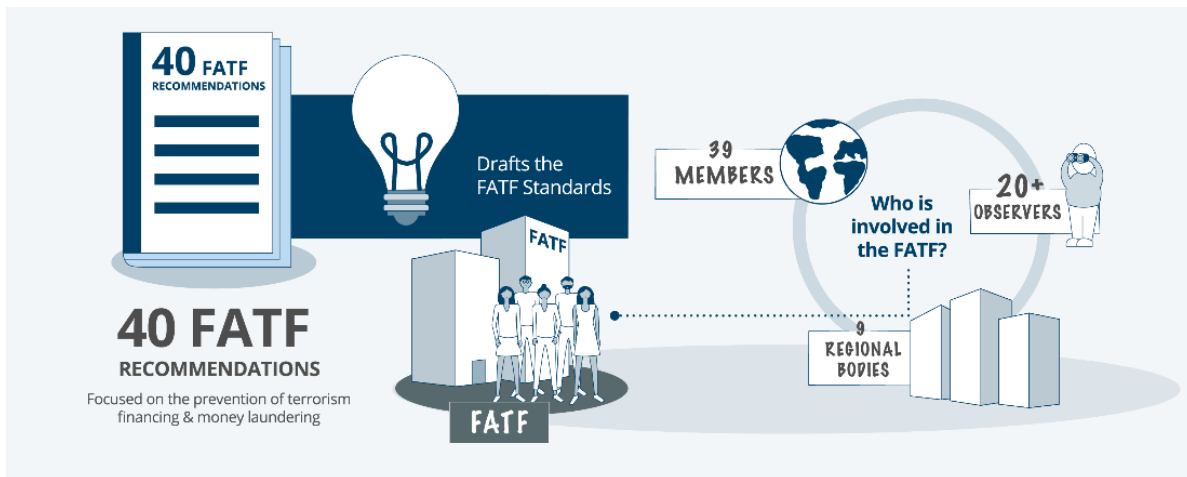 40 FATF
RECOMMENDATIONS
Drafts the
FATF Standards
FATF
40 FATF
RECOMMENDATIONS
Focused on the prevention of terrorism
financing & money laundering
FATF
39
MEMBERS
Who is
involved in
the FATF?
20+
OBSERVERS
9
REGIONAL
BODIES